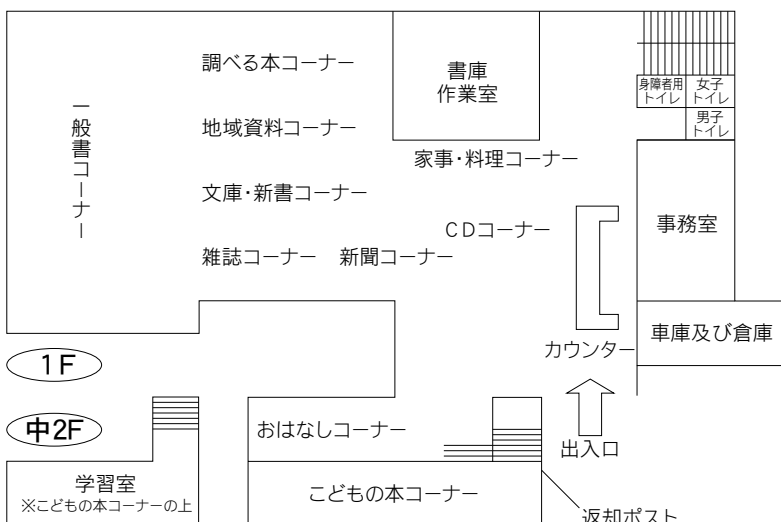 調べる本コーナー
書庫
作業室
身障者用
トイレ
女子
トイレ
男子
トイレ
一般書コーナー
地域資料コーナー
家事・料理コーナー
文庫・新書コーナー
CDコーナー
事務室
雑誌コーナー
新聞コーナー
車庫及び倉庫
カウンター
1F
中2F
おはなしコーナー
出入口
学習室
※こどもの本コーナーの上
こどもの本コーナー
返却ポスト